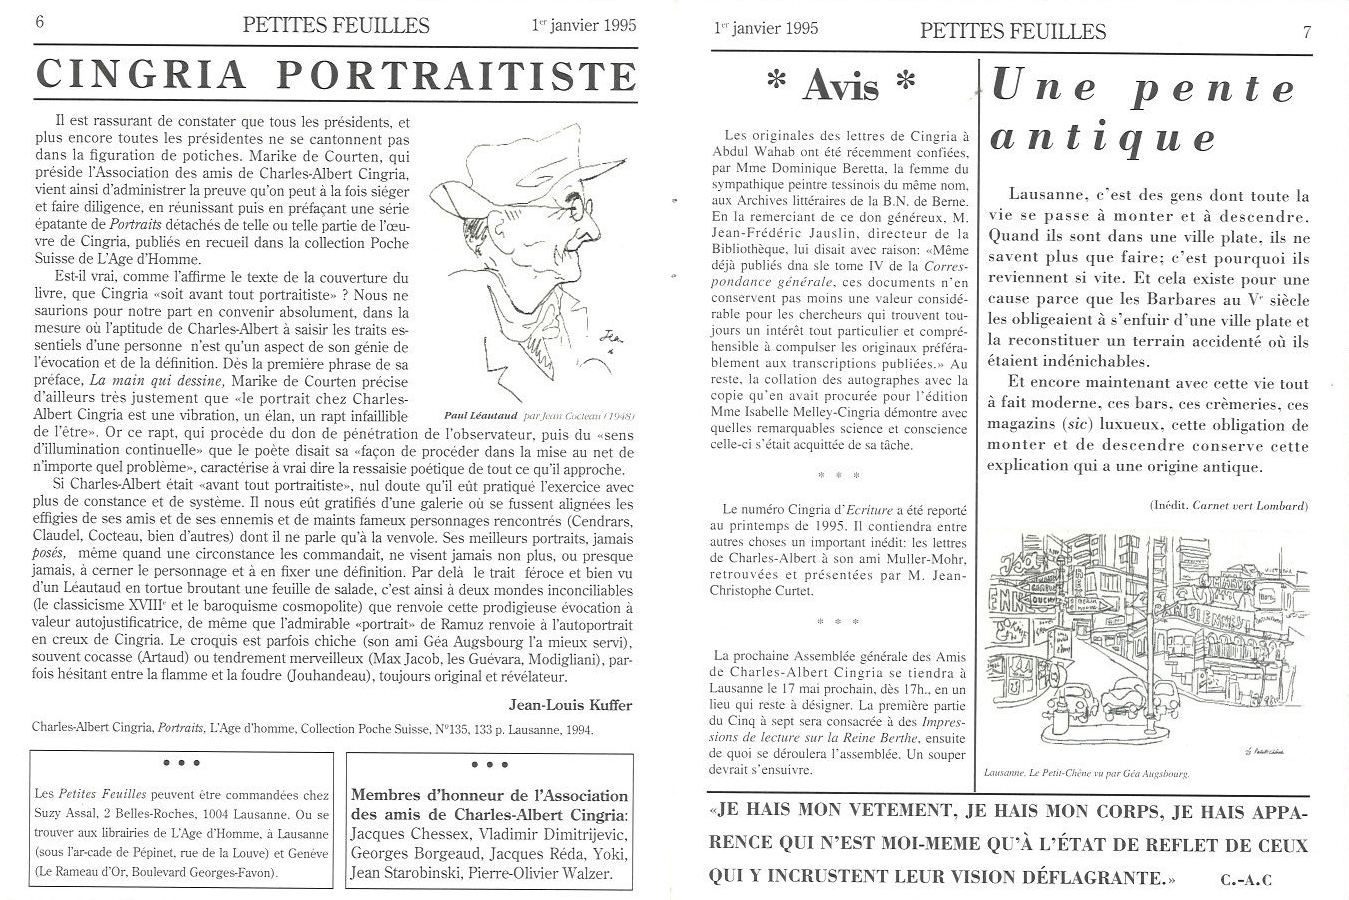 6
PETITES FEUILLES
1er janvier 1995
CINGRIA PORTRAITISTE
Il est rassurant de constater que tous les présidents, et
plus encore toutes les présidentes ne se cantonnent pas
dans la figuration de potiches. Marike de Courten, qui
préside l'Association des amis de Charles-Albert Cingria,
vient ainsi d'administrer la preuve qu'on peut à la fois siéger
et faire diligence, en réunissant puis en préfaçant une série
épatante de Portraits détachés de telle ou telle partie de l'œu-
vre de Cingria, publiés en recueil dans la collection Poche
Suisse de L'Age d'Homme.
Est-il vrai, comme l'affirme le texte de la couverture du
livre, que Cingria «soit avant tout portraitiste» ? Nous ne
saurions pour notre part en convenir absolument, dans la
mesure où l'aptitude de Charles-Albert à saisir les traits es-
sentiels d'une personne n'est qu'un aspect de son génie de
l'évocation et de la définition. Dès la première phrase de sa
préface, La main qui dessine, Marike de Courten précise
d'ailleurs très justement que «le portrait chez Charles-
Albert Cingria est une vibration, un élan, un rapt infaillible
de l'être». Or ce rapt, qui procède du don de pénétration de l'observateur, puis du «sens
d'illumination continuelle» que le poète disait sa «façon de procéder dans la mise au net de
n'importe quel problème», caractérise à vrai dire la ressaisie poétique de tout ce qu'il approche.
Si Charles-Albert était «avant tout portraitiste», nul doute qu'il eût pratiqué l'exercice avec
plus de constance et de système. Il nous eût gratifiés d'une galerie où se fussent alignées les
effigies de ses amis et de ses ennemis et de maints fameux personnages rencontrés (Cendrars,
Claudel, Cocteau, bien d'autres) dont il ne parle qu'à la venvole. Ses meilleurs portraits, jamais
posés, même quand une circonstance les commandait, ne visent jamais non plus, ou presque
jamais, à cerner le personnage et à en fixer une définition. Par delà le trait féroce et bien vu
d'un Léautaud en tortue broutant une feuille de salade, c'est ainsi à deux mondes inconciliables
(le classicisme XVIIIe et le baroquisme cosmopolite) que renvoie cette prodigieuse évocation à
valeur autojustificatrice, de même que l'admirable «portrait» de Ramuz renvoie à l'autoportrait
en creux de Cingria. Le croquis est parfois chiche (son ami Géa Augsbourg l'a mieux servi),
souvent cocasse (Artaud) ou tendrement merveilleux (Max Jacob, les Guévara, Modigliani), par-
fois hésitant entre la flamme et la foudre (Jouhandeau), toujours original et révélateur.
Jean-Louis Kuffer
Charles-Albert Cingria, Portraits, L'Age d'homme, Collection Poche Suisse, N°135, 133 p. Lausanne, 1994.
Jean
Paul Léautaud par Jean Cocteau (1948)
• • •
Les Petites Feuilles peuvent être commandées chez
Suzy Assal, 2 Belles-Roches, 1004 Lausanne. Ou se
trouver aux librairies de L'Age d'Homme, à Lausanne
(sous l'ar-cade de Pépinet, rue de la Louve) et Genève
(Le Rameau d'Or, Boulevard Georges-Favon).
• • •
Membres d'honneur de l'Association
des amis de Charles-Albert Cingria:
Jacques Chessex, Vladimir Dimitrijevic,
Georges Borgeaud, Jacques Réda, Yoki,
Jean Starobinski, Pierre-Olivier Walzer.
1er janvier 1995
PETITES FEUILLES
7
* Avis *
Les originales des lettres de Cingria à
Abdul Wahab ont été récemment confiées,
par Mme Dominique Beretta, la femme du
sympathique peintre tessinois du même nom,
aux Archives littéraires de la B.N. de Berne.
En la remerciant de ce don généreux, M.
Jean-Frédéric Jauslin, directeur de la
Bibliothèque, lui disait avec raison: «Même
déjà publiés dna sle tome IV de la Corres-
pondance générale, ces documents n'en
conservent pas moins une valeur considé-
rable pour les chercheurs qui trouvent tou-
jours un intérêt tout particulier et compré-
hensible à compulser les originaux préféra-
blement aux transcriptions publiées.» Au
reste, la collation des autographes avec la
copie qu'en avait procurée pour l'édition
Mme Isabelle Melley-Cingria démontre avec
quelles remarquables science et conscience
celle-ci s'était acquittée de sa tâche.
* * *
Le numéro Cingria d'Ecriture a été reporté
au printemps de 1995. Il contiendra entre
autres choses un important inédit: les lettres
de Charles-Albert à son ami Muller-Mohr,
retrouvées et présentées par M. Jean-
Christophe Curtet.
* * *
La prochaine Assemblée générale des Amis
de Charles-Albert Cingria se tiendra à
Lausanne le 17 mai prochain, dès 17h., en un
lieu qui reste à désigner. La première partie
du Cinq à sept sera consacrée à des Impres-
sions de lecture sur la Reine Berthe, ensuite
de quoi se déroulera l'assemblée. Un souper
devrait s'ensuivre.
Une pente
antique
Lausanne, c'est des gens dont toute la
vie se passe à monter et à descendre.
Quand ils sont dans une ville plate, ils ne
savent plus que faire; c'est pourquoi ils
reviennent si vite. Et cela existe pour une
cause parce que les Barbares au Ve siècle
les obligeaient à s'enfuir d'une ville plate et
la reconstituer un terrain accidenté où ils
étaient indénichables.
Et encore maintenant avec cette vie tout
à fait moderne, ces bars, ces crèmeries, ces
magazins (sic) luxueux, cette obligation de
monter et de descendre conserve cette
explication qui a une origine antique.
(Inédit. Carnet vert Lombard)
OUCHY
Lausanne, Le Petit-Chêne vu par Géa Augsbourg.
«JE HAIS MON VETEMENT, JE HAIS MON CORPS, JE HAIS APPA-
RENCE QUI N'EST MOI-MEME QU'À L'ÉTAT DE REFLET DE CEUX
QUI Y INCRUSTENT LEUR VISION DÉFLAGRANTE.» C.-A.C